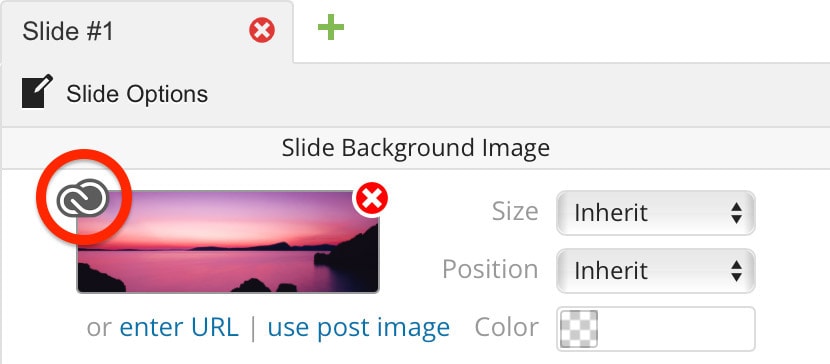 Slide #1
Slide Options
Slide Background Image
Size Inherit
Position Inherit
or enter URL | use post image Color